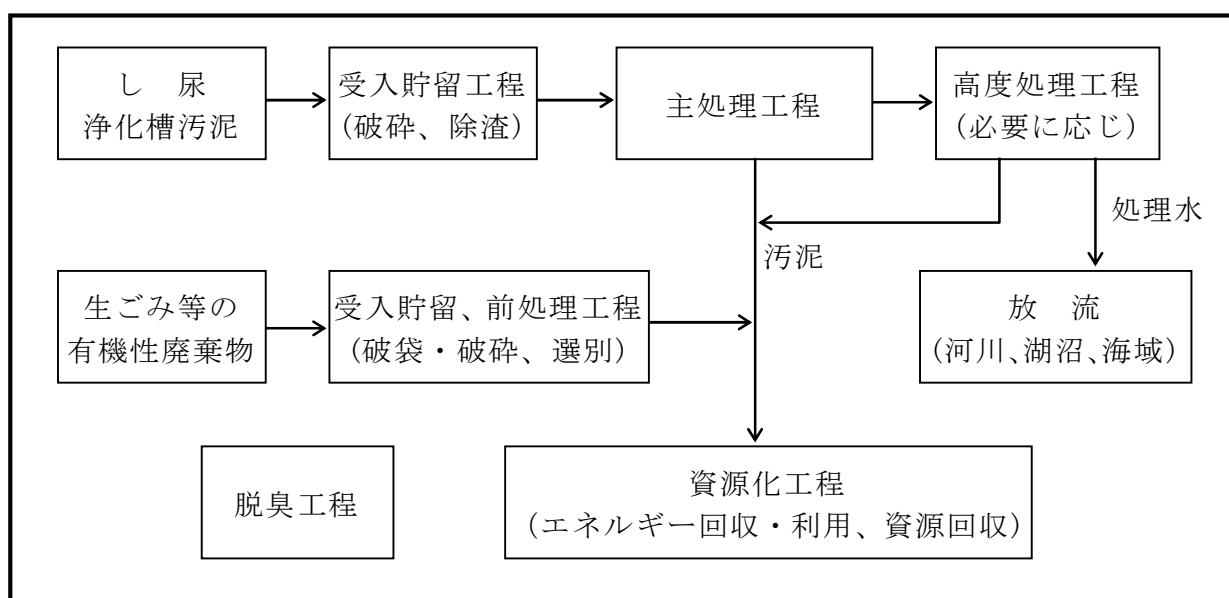 し 尿
浄化槽汚泥
受入貯留工程
(破砕、除渣)
主処理工程
高度処理工程
(必要に応じ)
処理水
汚泥
生ごみ等の
有機性廃棄物
受入貯留、前処理工程
(破袋・破砕、選別)
放 流
(河川、湖沼、海域)
脱臭工程
資源化工程
(エネルギー回収・利用、資源回収)